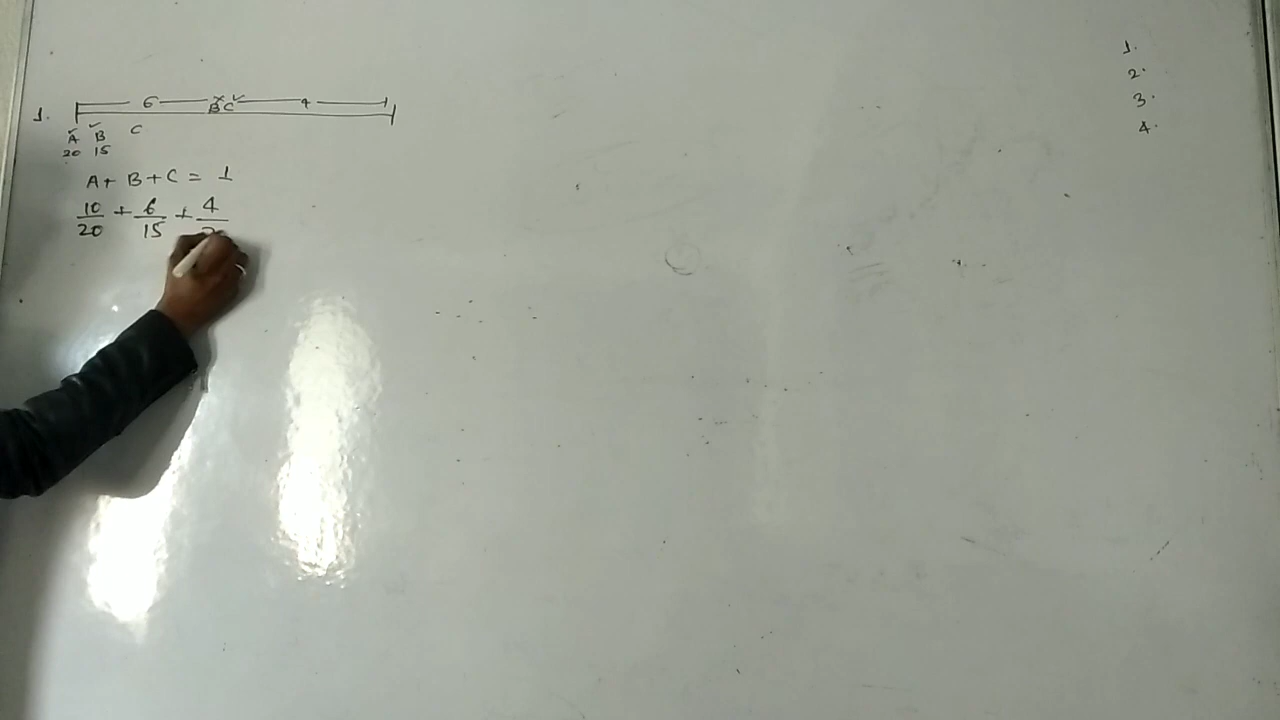 6 × ✓ 4
1. B C
A B C
20 15
A + B + C = 1
10/20 + 6/15 + 4/
1.
2.
3.
4.